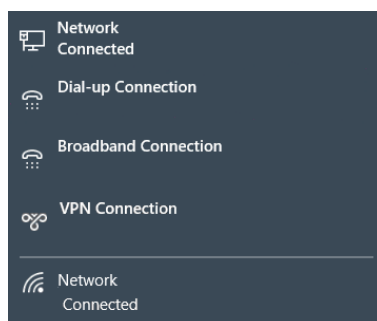 Network
Connected
Dial-up Connection
Broadband Connection
VPN Connection
Network
Connected